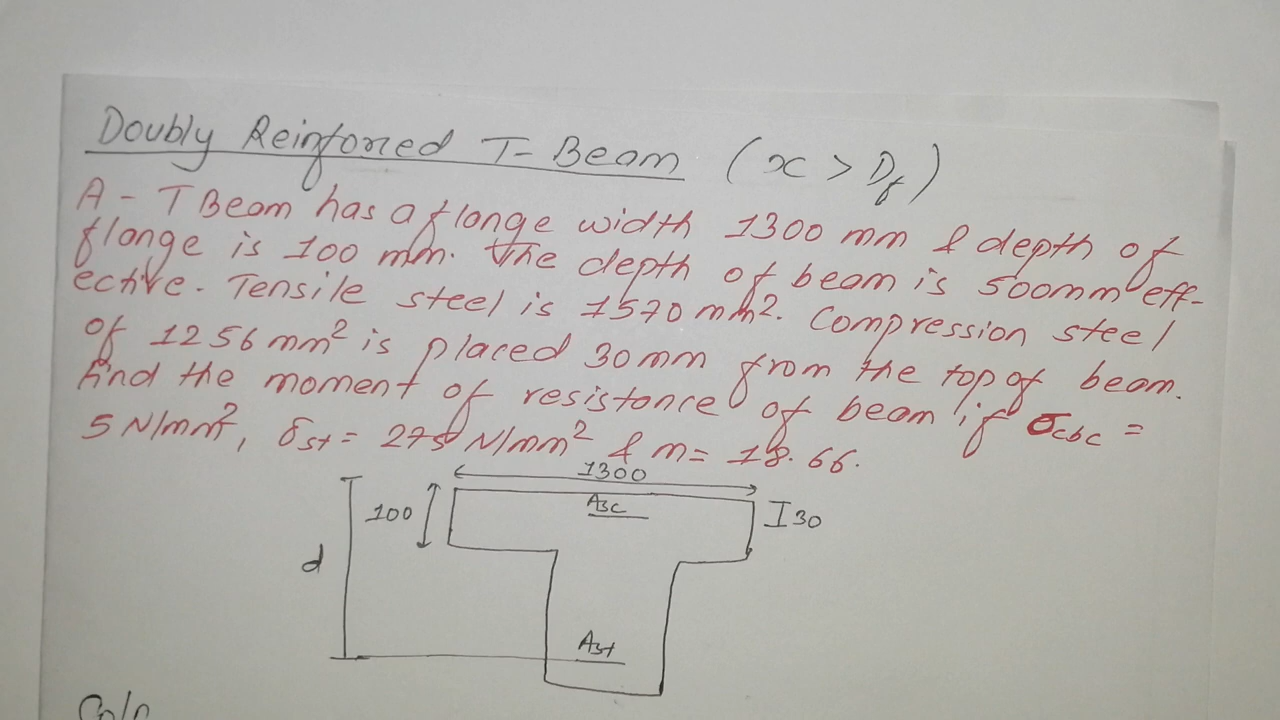 Doubly Reinforced T-Beam (x > Df)
A - T Beam has a flange width 1300 mm & depth of
flange is 100 mm. The depth of beam is 500mm eff-
ective. Tensile steel is 1570 mm². Compression steel
of 1256 mm² is placed 30mm from the top of beam.
Find the moment of resistance of beam if σcbc =
5 N/mm², δst = 275 N/mm² & m= 18.66.
1300
100
Asc
30
d
Ast
Soln